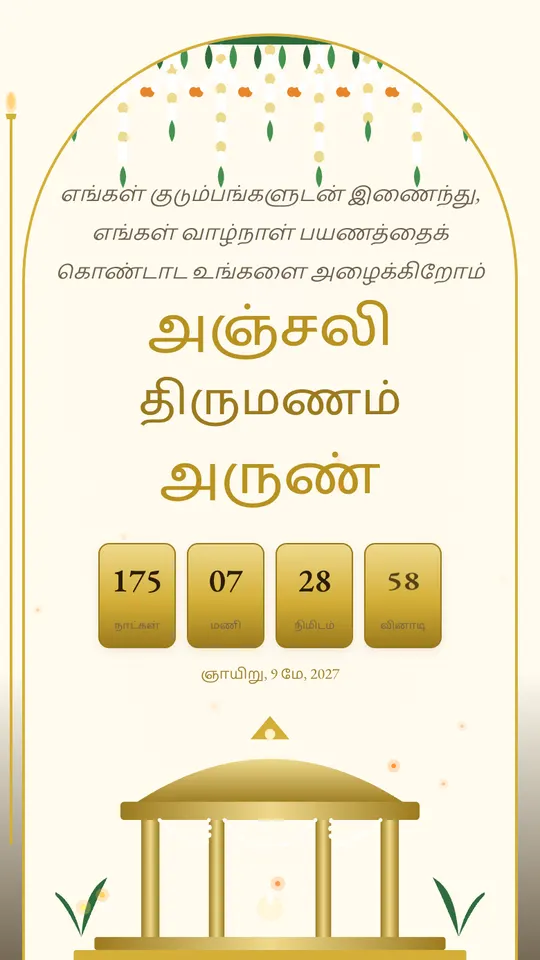 எங்கள் குடும்பங்களுடன் இணைந்து,
எங்கள் வாழ்நாள் பயணத்தைக்
கொண்டாட உங்களை அழைக்கிறோம்
அஞ்சலி
திருமணம்
அருண்
175 07 28 58
நாட்கள் மணி நிமிடம் வினாடி
ஞாயிறு, 9 மே, 2027